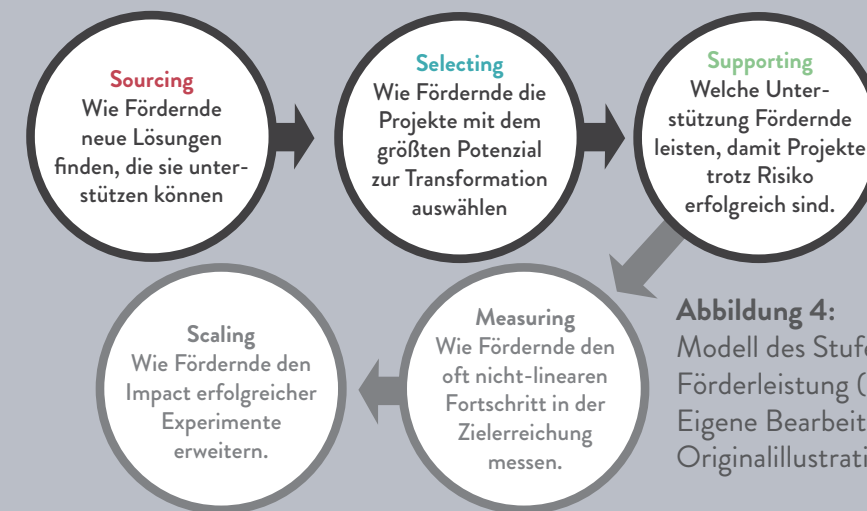 Sourcing
Wie Fördernde
neue Lösungen
finden, die sie unter-
stützen können
Selecting
Wie Fördernde die
Projekte mit dem
größten Potenzial
zur Transformation
auswählen
Supporting
Welche Unter-
stützung Fördernde
leisten, damit Projekte
trotz Risiko
erfolgreich sind.
Measuring
Wie Fördernde den
oft nicht-linearen
Fortschritt in der
Zielerreichung
messen.
Scaling
Wie Fördernde den
Impact erfolgreicher
Experimente
erweitern.
Abbildung 4:
Modell des
Förderleistung (
Eigene